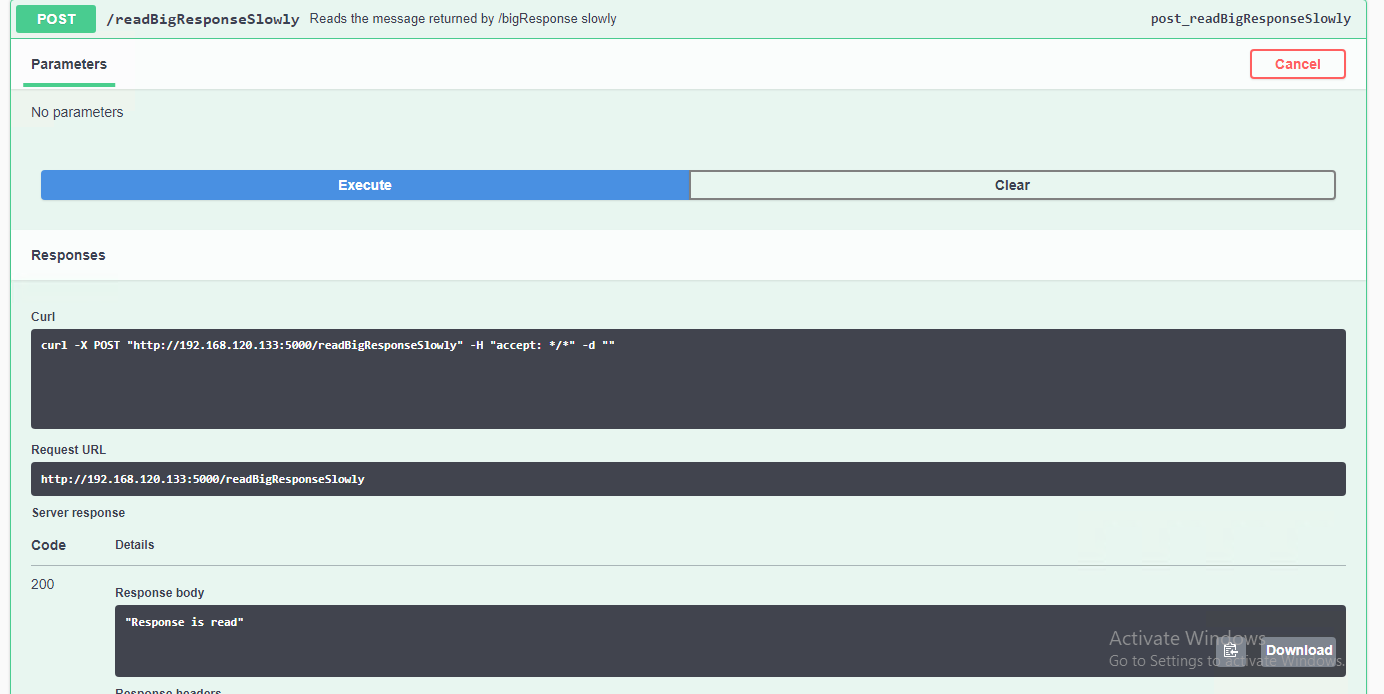 POST /readBigResponseSlowly Reads the message returned by /bigResponse slowly post_readBigResponseSlowly
Parameters Cancel
No parameters
Execute Clear
Responses
Curl
curl -X POST "http://192.168.120.133:5000/readBigResponseSlowly" -H "accept: */*" -d ""
Request URL
http://192.168.120.133:5000/readBigResponseSlowly
Server response
Code Details
200
Response body
"Response is read"
Activate Windows
Download
Go to Settings to activate Windows.
Response headers